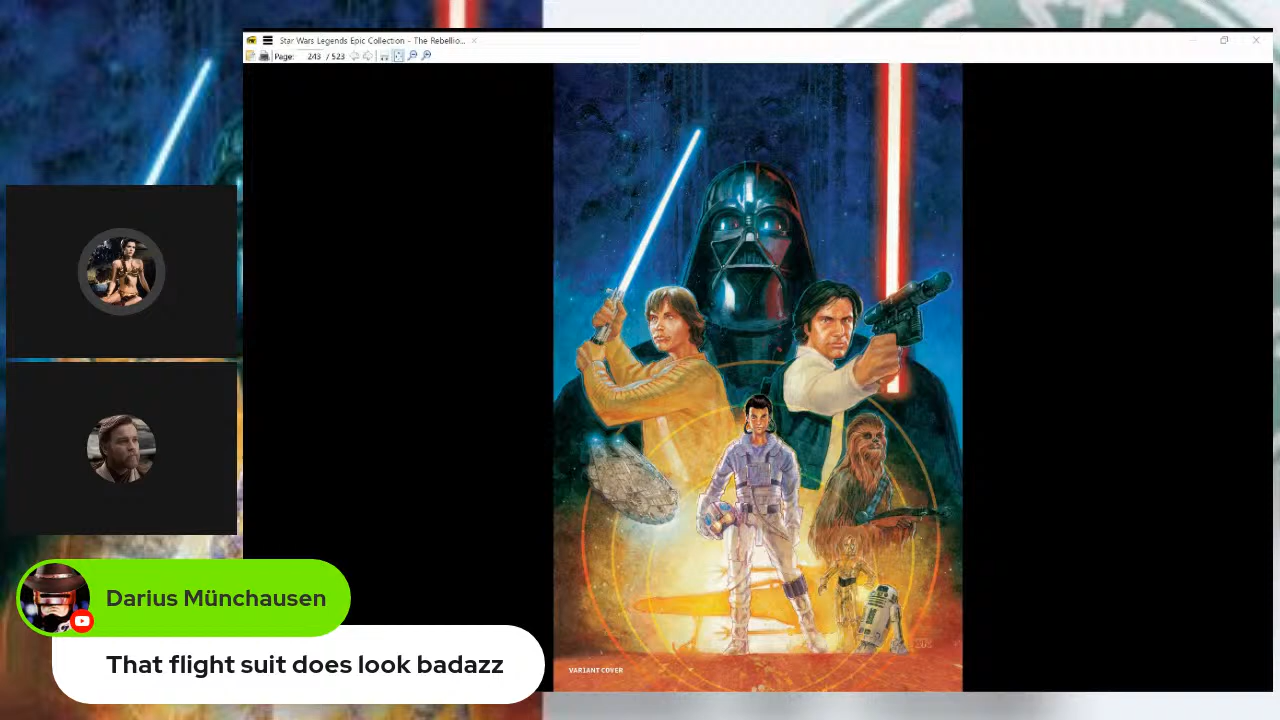 Star Wars Legends Epic Collection - The Rebellio...
Page: 243 / 523
VARIANT COVER
Darius Münchausen
That flight suit does look badazz